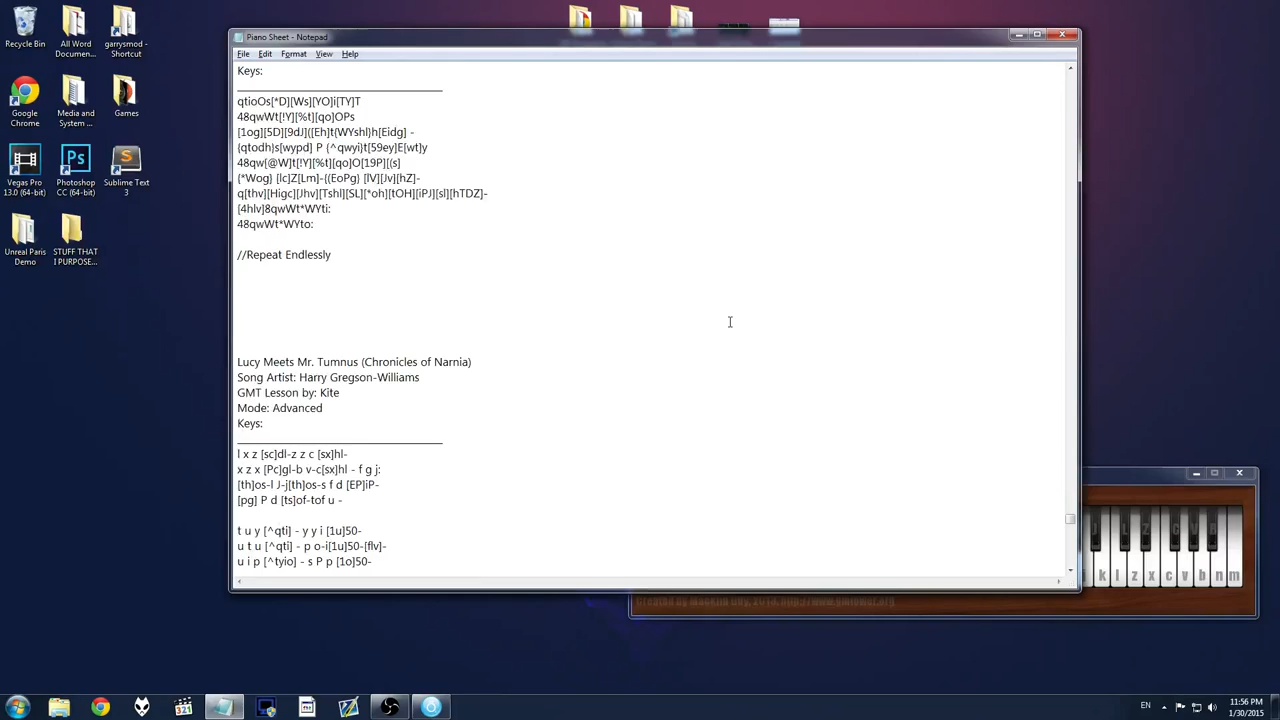 Recycle Bin
All Word Documen...
garrysmod - Shortcut
Google Chrome
Media and System ...
Games
Vegas Pro 13.0 (64-bit)
Photoshop CC (64-bit)
Sublime Text 3
Unreal Paris Demo
STUFF THAT I PURPOSE...
Piano Sheet - Notepad
File Edit Format View Help
Keys:
qtioOs[*D][Ws][YO]i[TY]T
48qwWt[!Y][%t][qo]OPs
[1og][5D][9dJ]([Eh]t{WYshl}h[Eidg] -
{qtodh}s[wypd] P {^qwyi}t[59ey]E[wt]y
48qw[@W]t[!Y][%t][qo]O[19P][(s]
{*Wog} [lc]Z[Lm]-{(EoPg} [lV][Jv][hZ]-
q[thv][Higc][Jhv][Tshl][SL][*oh][tOH][iPJ][sl][hTDZ]-
[4hlv]8qwWt*WYti:
48qwWt*WYto:
//Repeat Endlessly
Lucy Meets Mr. Tumnus (Chronicles of Narnia)
Song Artist: Harry Gregson-Williams
GMT Lesson by: Kite
Mode: Advanced
Keys:
l x z [sc]dl-z z c [sx]hl-
x z x [Pc]gl-b v-c[sx]hl - f g j:
[th]os-l J-j[th]os-s f d [EP]iP-
[pg] P d [ts]of-tof u -
t u y [^qti] - y y i [1u]50-
u t u [^qti] - p o-i[1u]50-[flv]-
u i p [^tyio] - s P p [1o]50-
k l z x c v b n m
EN
11:56 PM
1/30/2015